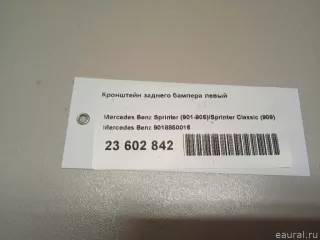 Кронштейн заднего бампера левый
Mercedes Benz Sprinter (901-905)/Sprinter Classic (909)
Mercedes Benz 9018850016
23 602 842
eaural.ru